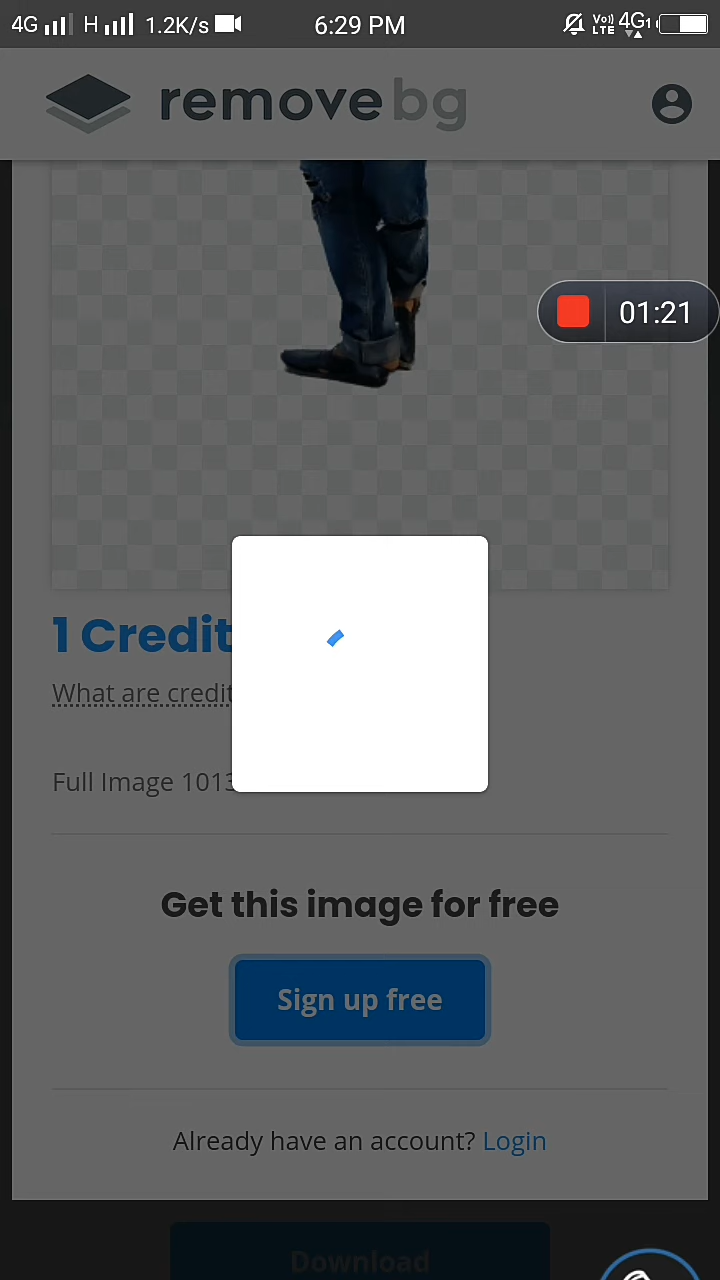 4G H 1.2K/s 6:29 PM Vo)) LTE 4G1
remove bg
01:21
1 Credit
What are credit
Full Image 1013
Get this image for free
Sign up free
Already have an account? Login
Download